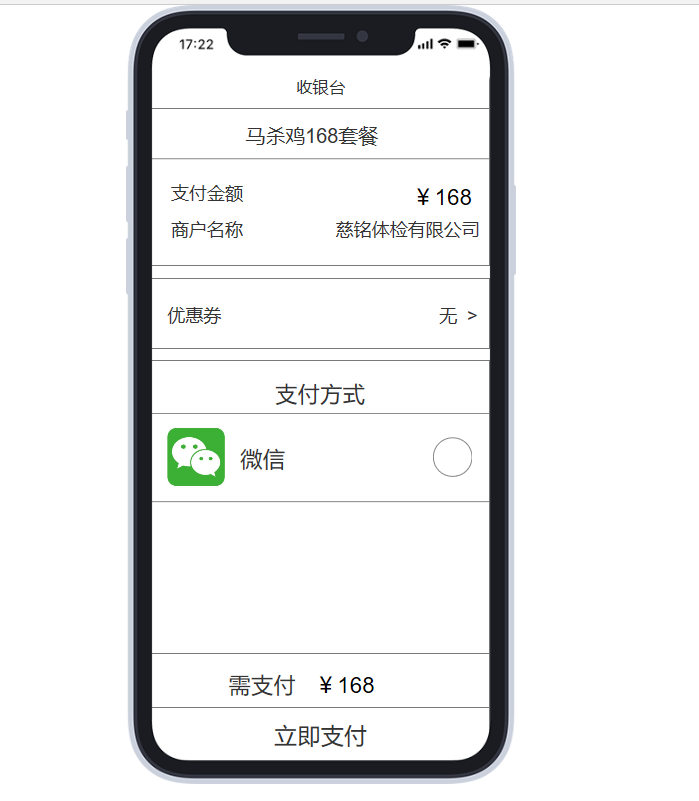 17:22
收银台
马杀鸡168套餐
支付金额 ¥ 168
商户名称 慈铭体检有限公司
优惠券 无 >
支付方式
微信
需支付 ¥ 168
立即支付